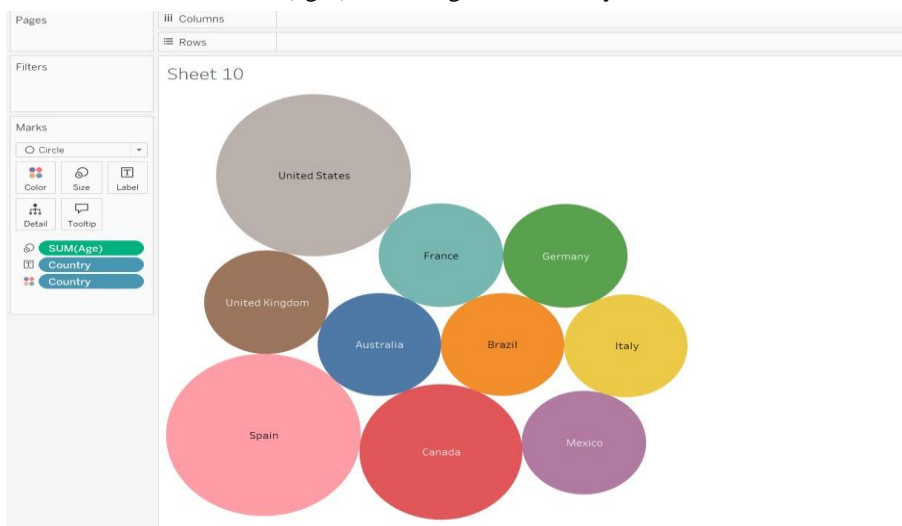 Pages
Columns
Rows
Filters
Sheet 10
Marks
Circle
Color
Size
Label
Detail
Tooltip
SUM(Age)
Country
Country
United States
France
Germany
United Kingdom
Australia
Brazil
Italy
Spain
Canada
Mexico